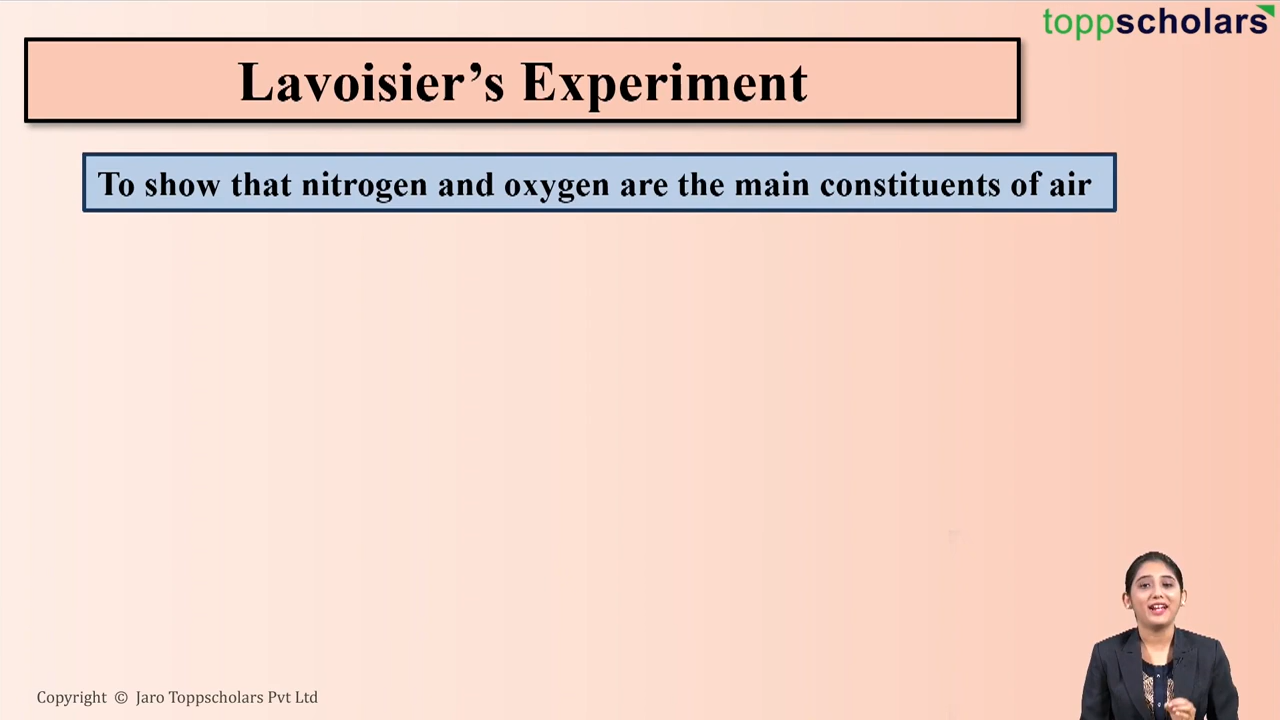 toppscholars
Lavoisier’s Experiment
To show that nitrogen and oxygen are the main constituents of air
Copyright © Jaro Toppscholars Pvt Ltd